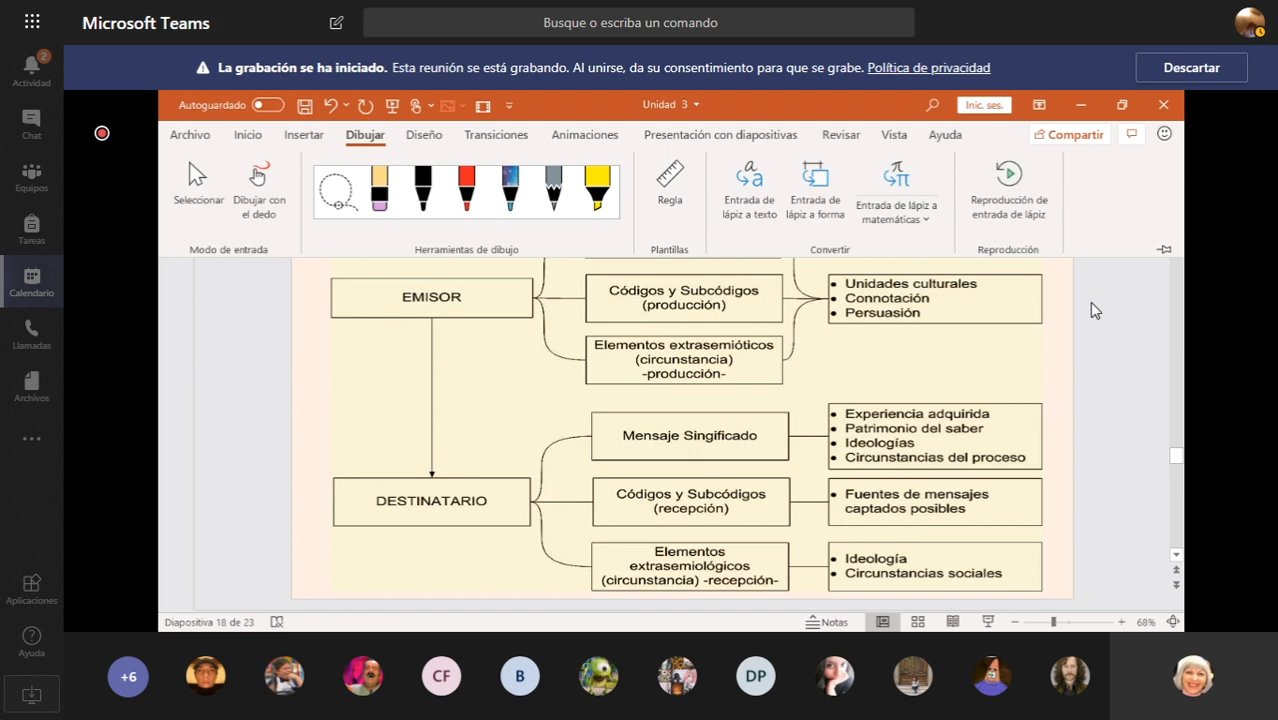 Microsoft Teams
Busque o escriba un comando
2
Actividad
Chat
Equipos
Tareas
Calendario
Llamadas
Archivos
Aplicaciones
Ayuda
La grabación se ha iniciado. Esta reunión se está grabando. Al unirse, da su consentimiento para que se grabe. Política de privacidad
Descartar
Autoguardado
Unidad 3
Inic. ses.
Archivo Inicio Insertar Dibujar Diseño Transiciones Animaciones Presentación con diapositivas Revisar Vista Ayuda
Compartir
Seleccionar
Dibujar con
el dedo
Modo de entrada
Herramientas de dibujo
Regla
Plantillas
Entrada de
lápiz a texto
Entrada de
lápiz a forma
Entrada de lápiz a
matemáticas
Convertir
Reproducción de
entrada de lápiz
Reproducción
EMISOR
Códigos y Subcódigos
(producción)
• Unidades culturales
• Connotación
• Persuasión
Elementos extrasemióticos
(circunstancia)
-producción-
DESTINATARIO
Mensaje Singificado
• Experiencia adquirida
• Patrimonio del saber
• Ideologías
• Circunstancias del proceso
Códigos y Subcódigos
(recepción)
• Fuentes de mensajes
captados posibles
Elementos
extrasemiológicos
(circunstancia) -recepción-
• Ideología
• Circunstancias sociales
Diapositiva 18 de 23
Notas
68%
+6
CF
B
DP